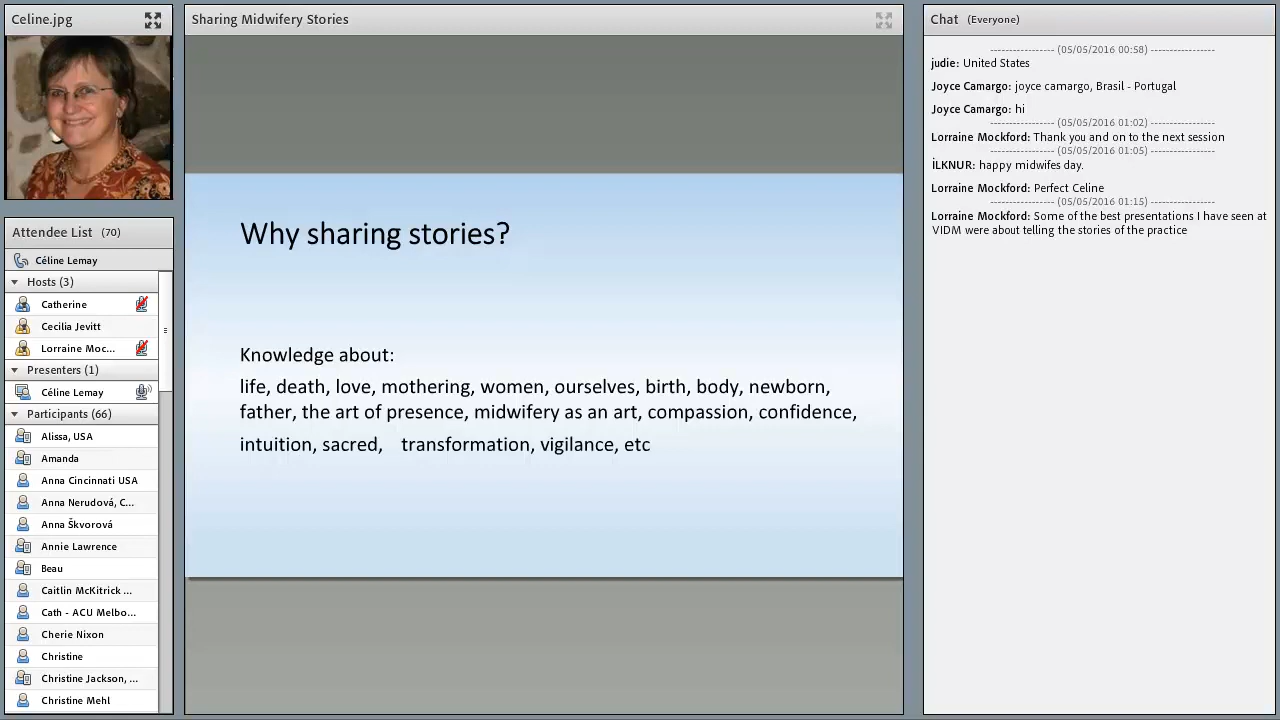 Celine.jpg
Attendee List (70)
Céline Lemay
Hosts (3)
Catherine
Cecilia Jevitt
Lorraine Moc...
Presenters (1)
Céline Lemay
Participants (66)
Alissa, USA
Amanda
Anna Cincinnati USA
Anna Nerudová, C...
Anna Škvorová
Annie Lawrence
Beau
Caitlin McKitrick ...
Cath - ACU Melbo...
Cherie Nixon
Christine
Christine Jackson, ...
Christine Mehl
Sharing Midwifery Stories
Why sharing stories?
Knowledge about:
life, death, love, mothering, women, ourselves, birth, body, newborn,
father, the art of presence, midwifery as an art, compassion, confidence,
intuition, sacred, transformation, vigilance, etc
Chat (Everyone)
----------------- (05/05/2016 00:58) -----------------
judie: United States
Joyce Camargo: joyce camargo, Brasil - Portugal
Joyce Camargo: hi
----------------- (05/05/2016 01:02) -----------------
Lorraine Mockford: Thank you and on to the next session
----------------- (05/05/2016 01:05) -----------------
İLKNUR: happy midwifes day.
Lorraine Mockford: Perfect Celine
----------------- (05/05/2016 01:15) -----------------
Lorraine Mockford: Some of the best presentations I have seen at
VIDM were about telling the stories of the practice